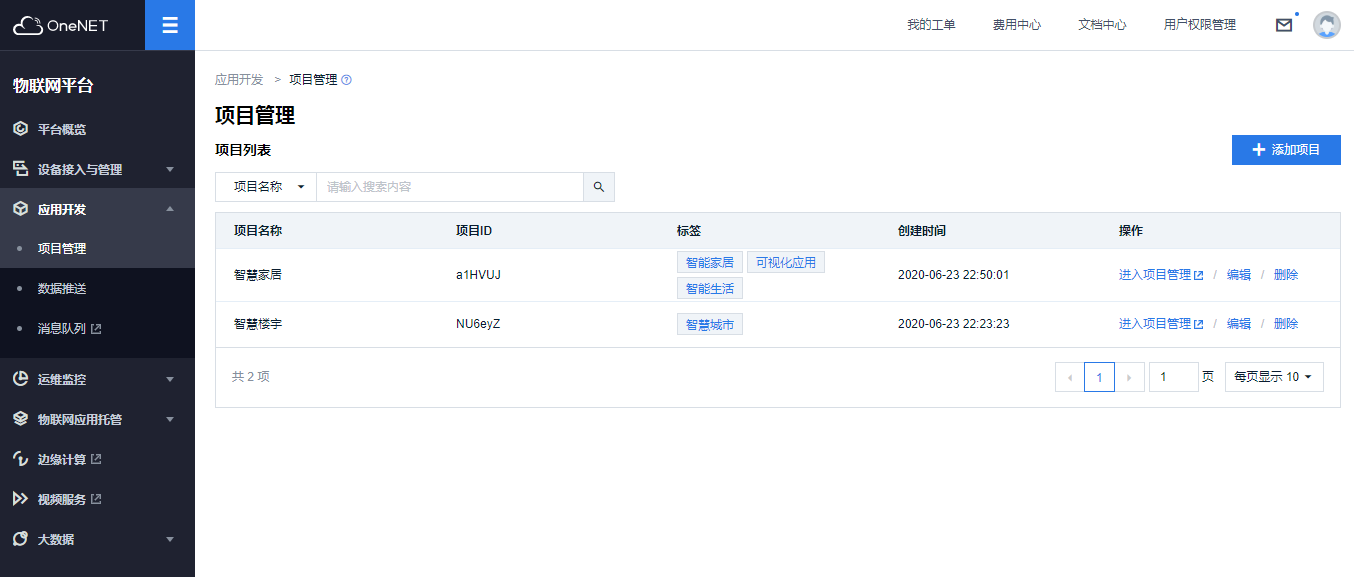 OneNET
我的工单 费用中心 文档中心 用户权限管理
物联网平台
平台概览
设备接入与管理
应用开发
项目管理
数据推送
消息队列
运维监控
物联网应用托管
边缘计算
视频服务
大数据
应用开发 > 项目管理
项目管理
项目列表
添加项目
项目名称 请输入搜索内容
项目名称 项目ID 标签 创建时间 操作
智慧家居 a1HVUJ 智能家居 可视化应用 智能生活 2020-06-23 22:50:01 进入项目管理 / 编辑 / 删除
智慧楼宇 NU6eyZ 智慧城市 2020-06-23 22:23:23 进入项目管理 / 编辑 / 删除
共 2 项 1 1 页 每页显示 10